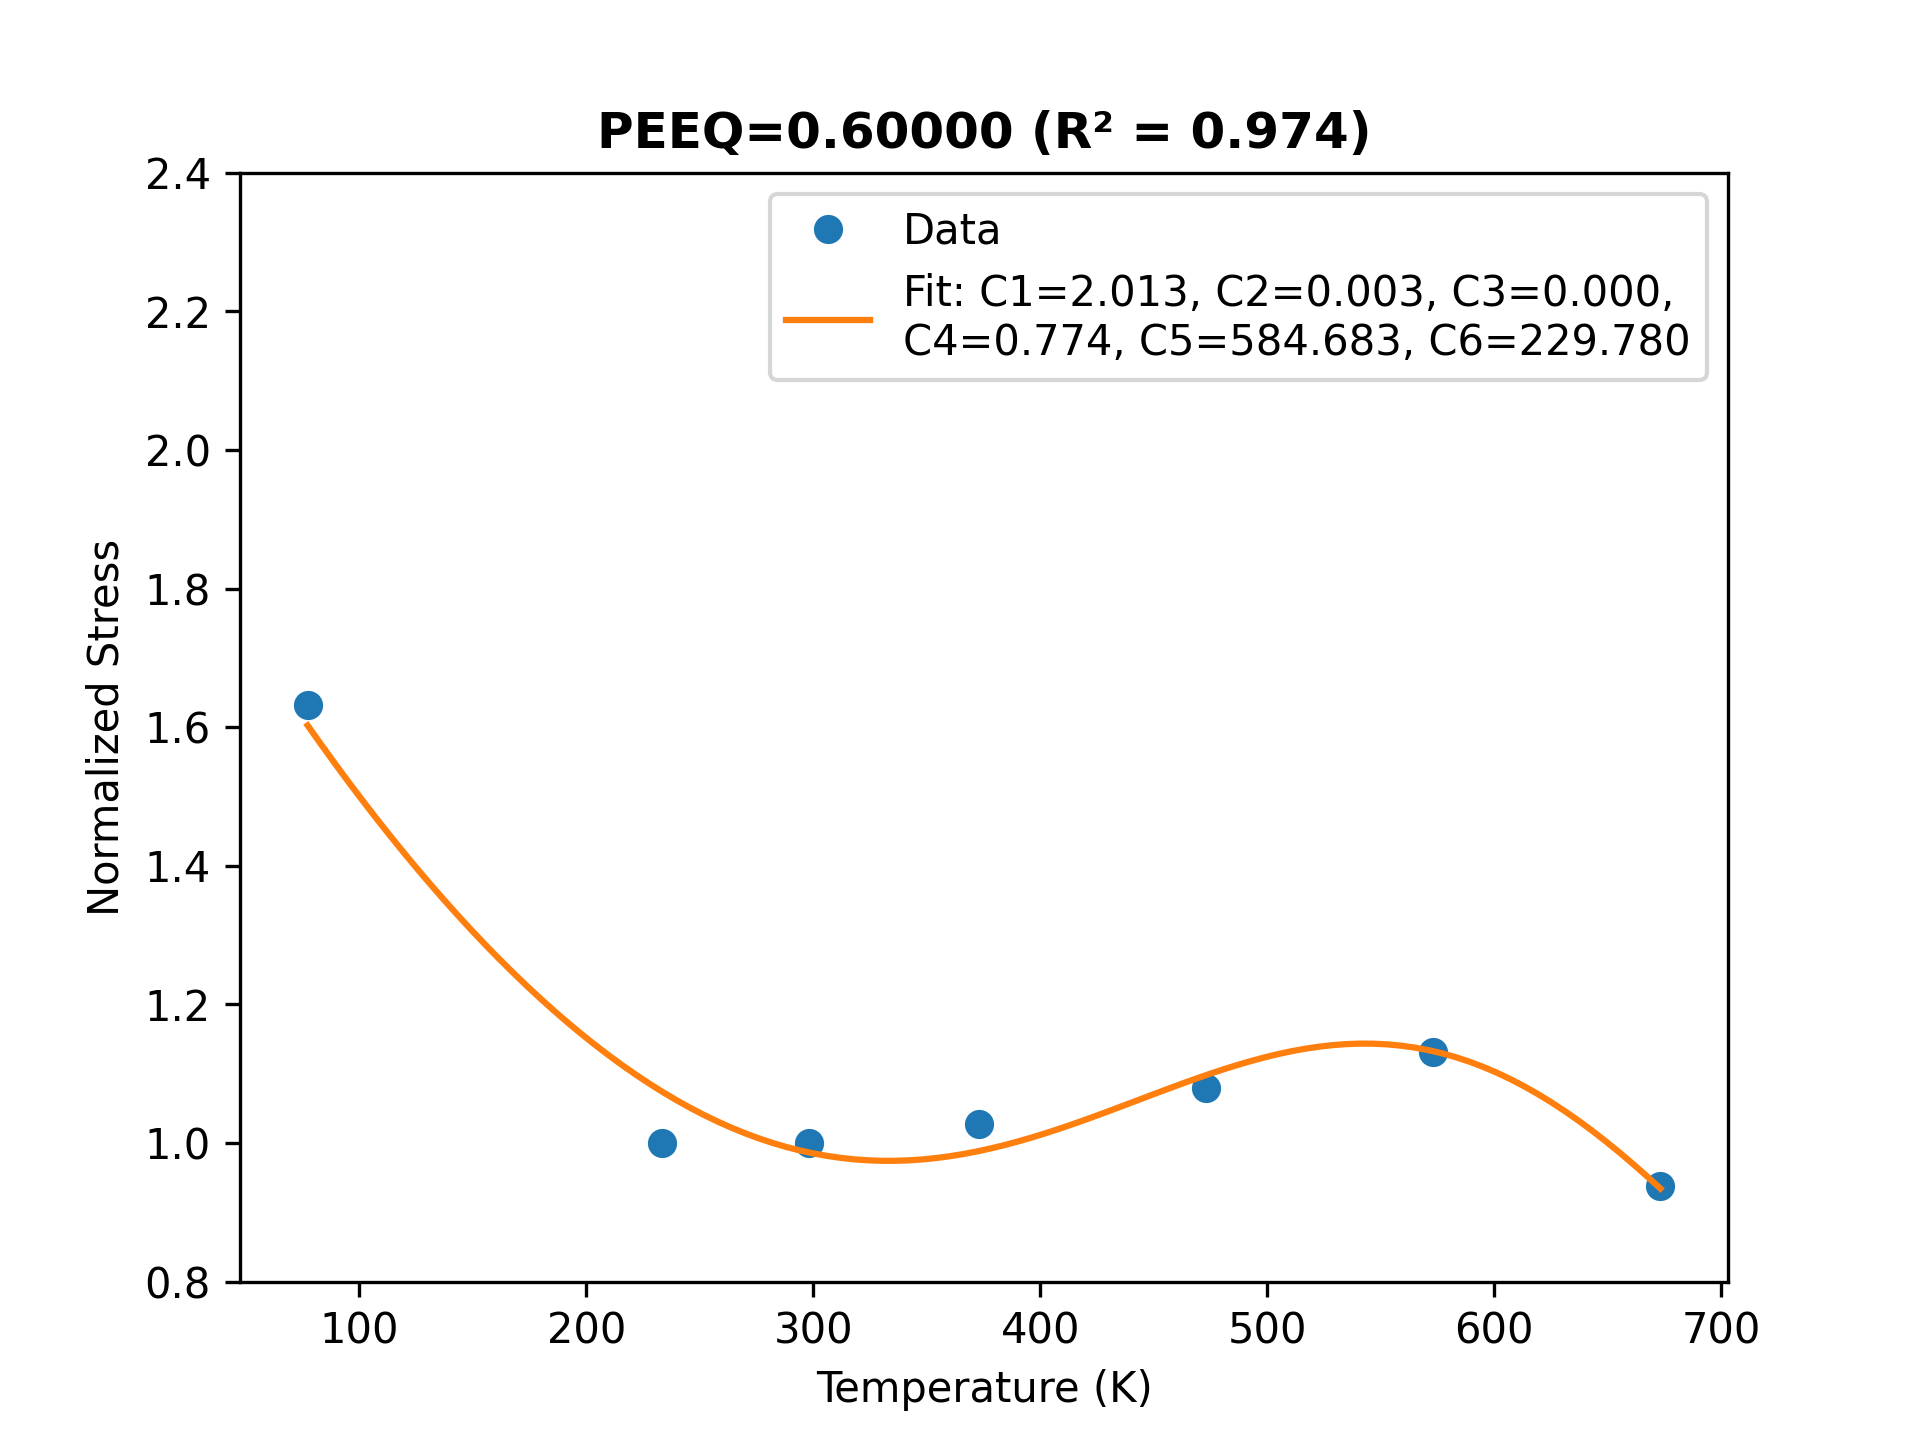 PEEQ=0.60000 (R² = 0.974)
2.4
2.2
2.0
1.8
1.6
1.4
1.2
1.0
0.8
Normalized Stress
Data
Fit: C1=2.013, C2=0.003, C3=0.000,
C4=0.774, C5=584.683, C6=229.780
100 200 300 400 500 600 700
Temperature (K)